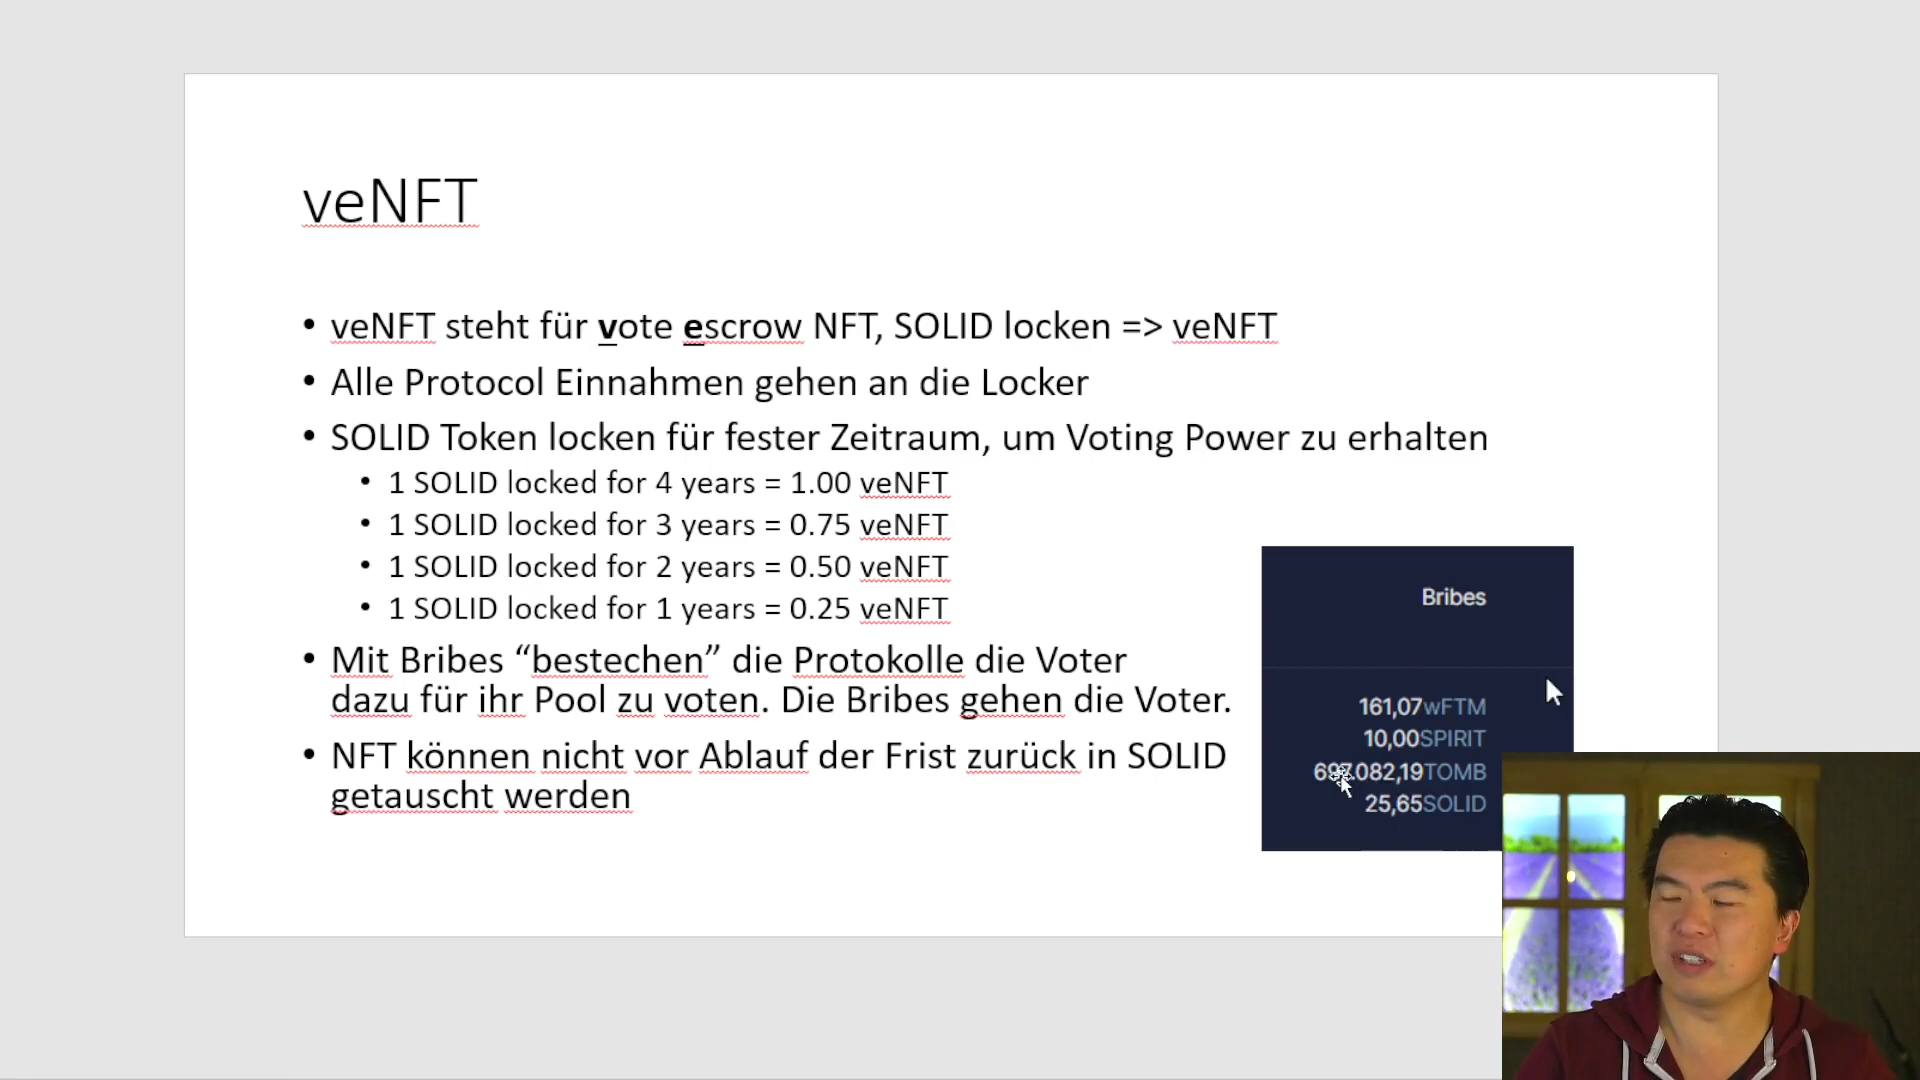 veNFT
• veNFT steht für vote escrow NFT, SOLID locken => veNFT
• Alle Protocol Einnahmen gehen an die Locker
• SOLID Token locken für fester Zeitraum, um Voting Power zu erhalten
• 1 SOLID locked for 4 years = 1.00 veNFT
• 1 SOLID locked for 3 years = 0.75 veNFT
• 1 SOLID locked for 2 years = 0.50 veNFT
• 1 SOLID locked for 1 years = 0.25 veNFT
• Mit Bribes “bestechen” die Protokolle die Voter
dazu für ihr Pool zu voten. Die Bribes gehen die Voter.
• NFT können nicht vor Ablauf der Frist zurück in SOLID
getauscht werden
Bribes
161,07wFTM
10,00SPIRIT
TOMB
25,65SOLID